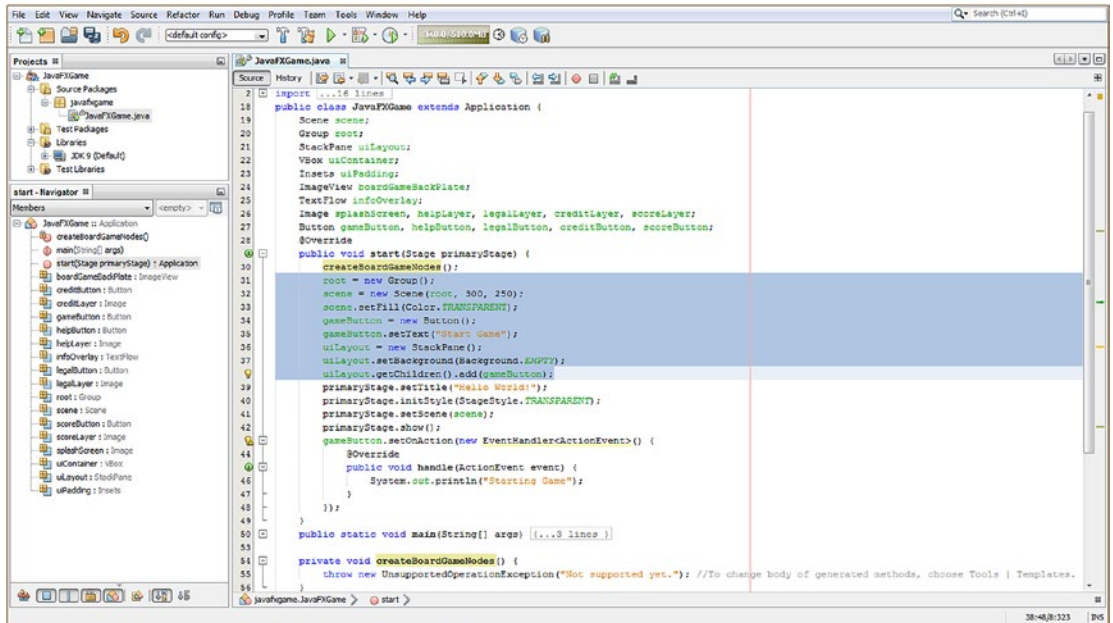 File Edit View Navigate Source Refactor Run Debug Profile Team Tools Window Help
Search (Ctrl+I)
<default config>
Projects
JavaFXGame
Source Packages
javafxgame
JavaFXGame.java
Test Packages
Libraries
JDK 9 (Default)
Test Libraries
start - Navigator
Members <empty>
JavaFXGame :: Application
createBoardGameNodes()
main(String[] args)
start(Stage primaryStage) ↑ Application
boardGameBackPlate : ImageView
creditButton : Button
creditLayer : Image
gameButton : Button
helpButton : Button
helpLayer : Image
infoOverlay : TextFlow
legalButton : Button
legalLayer : Image
root : Group
scene : Scene
scoreButton : Button
scoreLayer : Image
splashScreen : Image
uiContainer : VBox
uiLayout : StackPane
uiPadding : Insets
JavaFXGame.java
Source History
2 import ...16 lines
18 public class JavaFXGame extends Application {
19 Scene scene;
20 Group root;
21 StackPane uiLayout;
22 VBox uiContainer;
23 Insets uiPadding;
24 ImageView boardGameBackPlate;
25 TextFlow infoOverlay;
26 Image splashScreen, helpLayer, legalLayer, creditLayer, scoreLayer;
27 Button gameButton, helpButton, legalButton, creditButton, scoreButton;
28 @Override
public void start(Stage primaryStage) {
30 createBoardGameNodes();
31 root = new Group();
32 scene = new Scene(root, 300, 250);
33 scene.setFill(Color.TRANSPARENT);
34 gameButton = new Button();
35 gameButton.setText("Start Game");
36 uiLayout = new StackPane();
37 uiLayout.setBackground(Background.EMPTY);
uiLayout.getChildren().add(gameButton);
39 primaryStage.setTitle("Hello World!");
40 primaryStage.initStyle(StageStyle.TRANSPARENT);
41 primaryStage.setScene(scene);
42 primaryStage.show();
gameButton.setOnAction(new EventHandler<ActionEvent>() {
44 @Override
public void handle(ActionEvent event) {
46 System.out.println("Starting Game");
47 }
48 });
49 }
50 public static void main(String[] args) {...3 lines }
53
54 private void createBoardGameNodes() {
55 throw new UnsupportedOperationException("Not supported yet."); //To change body of generated methods, choose Tools | Templates.
56 }
javafxgame.JavaFXGame start
38:48/8:323 INS